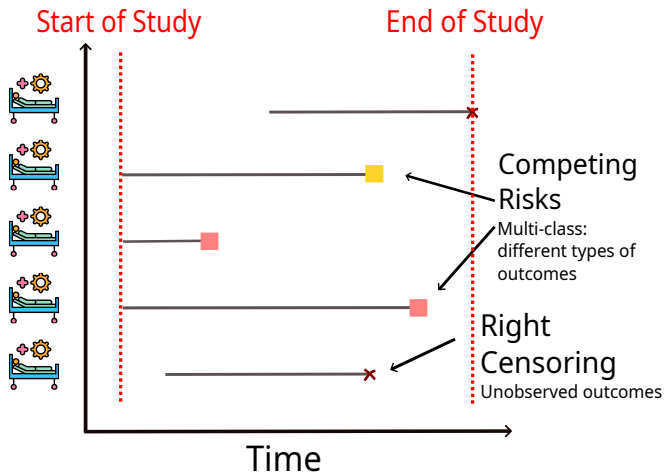 Start of Study
End of Study
Competing
Risks
Multi-class:
different types of
outcomes
Right
Censoring
Unobserved outcomes
Time